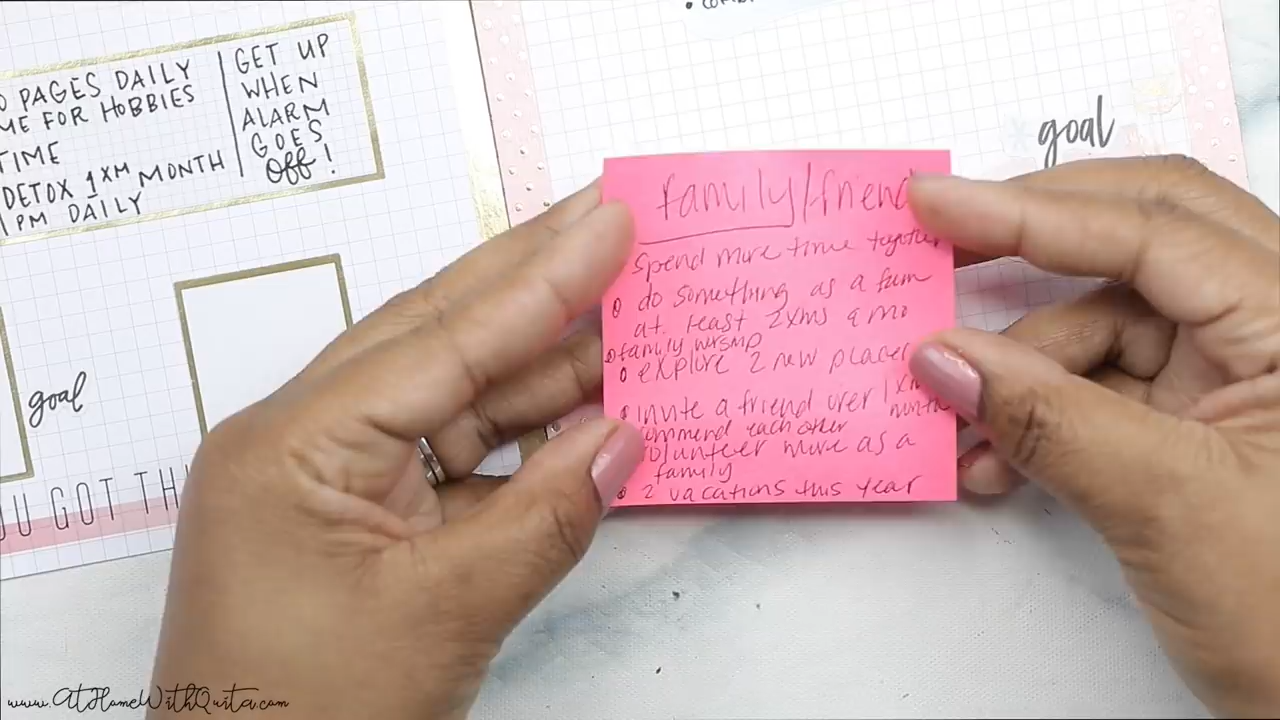 PAGES DAILY
ME FOR HOBBIES
TIME
DETOX 1XM MONTH
1 PM DAILY
GET UP
WHEN
ALARM
GOES
OFF!
goal
goal
family/friend
spend more time together
do something as a fam
at least 2xms a mo
family wrshp
explore 2 new places
invite a friend over 1xm
month
commend each other
volunteer more as a
family
2 vacations this year
U GOT TH
www.AtHomeWithQuita.com